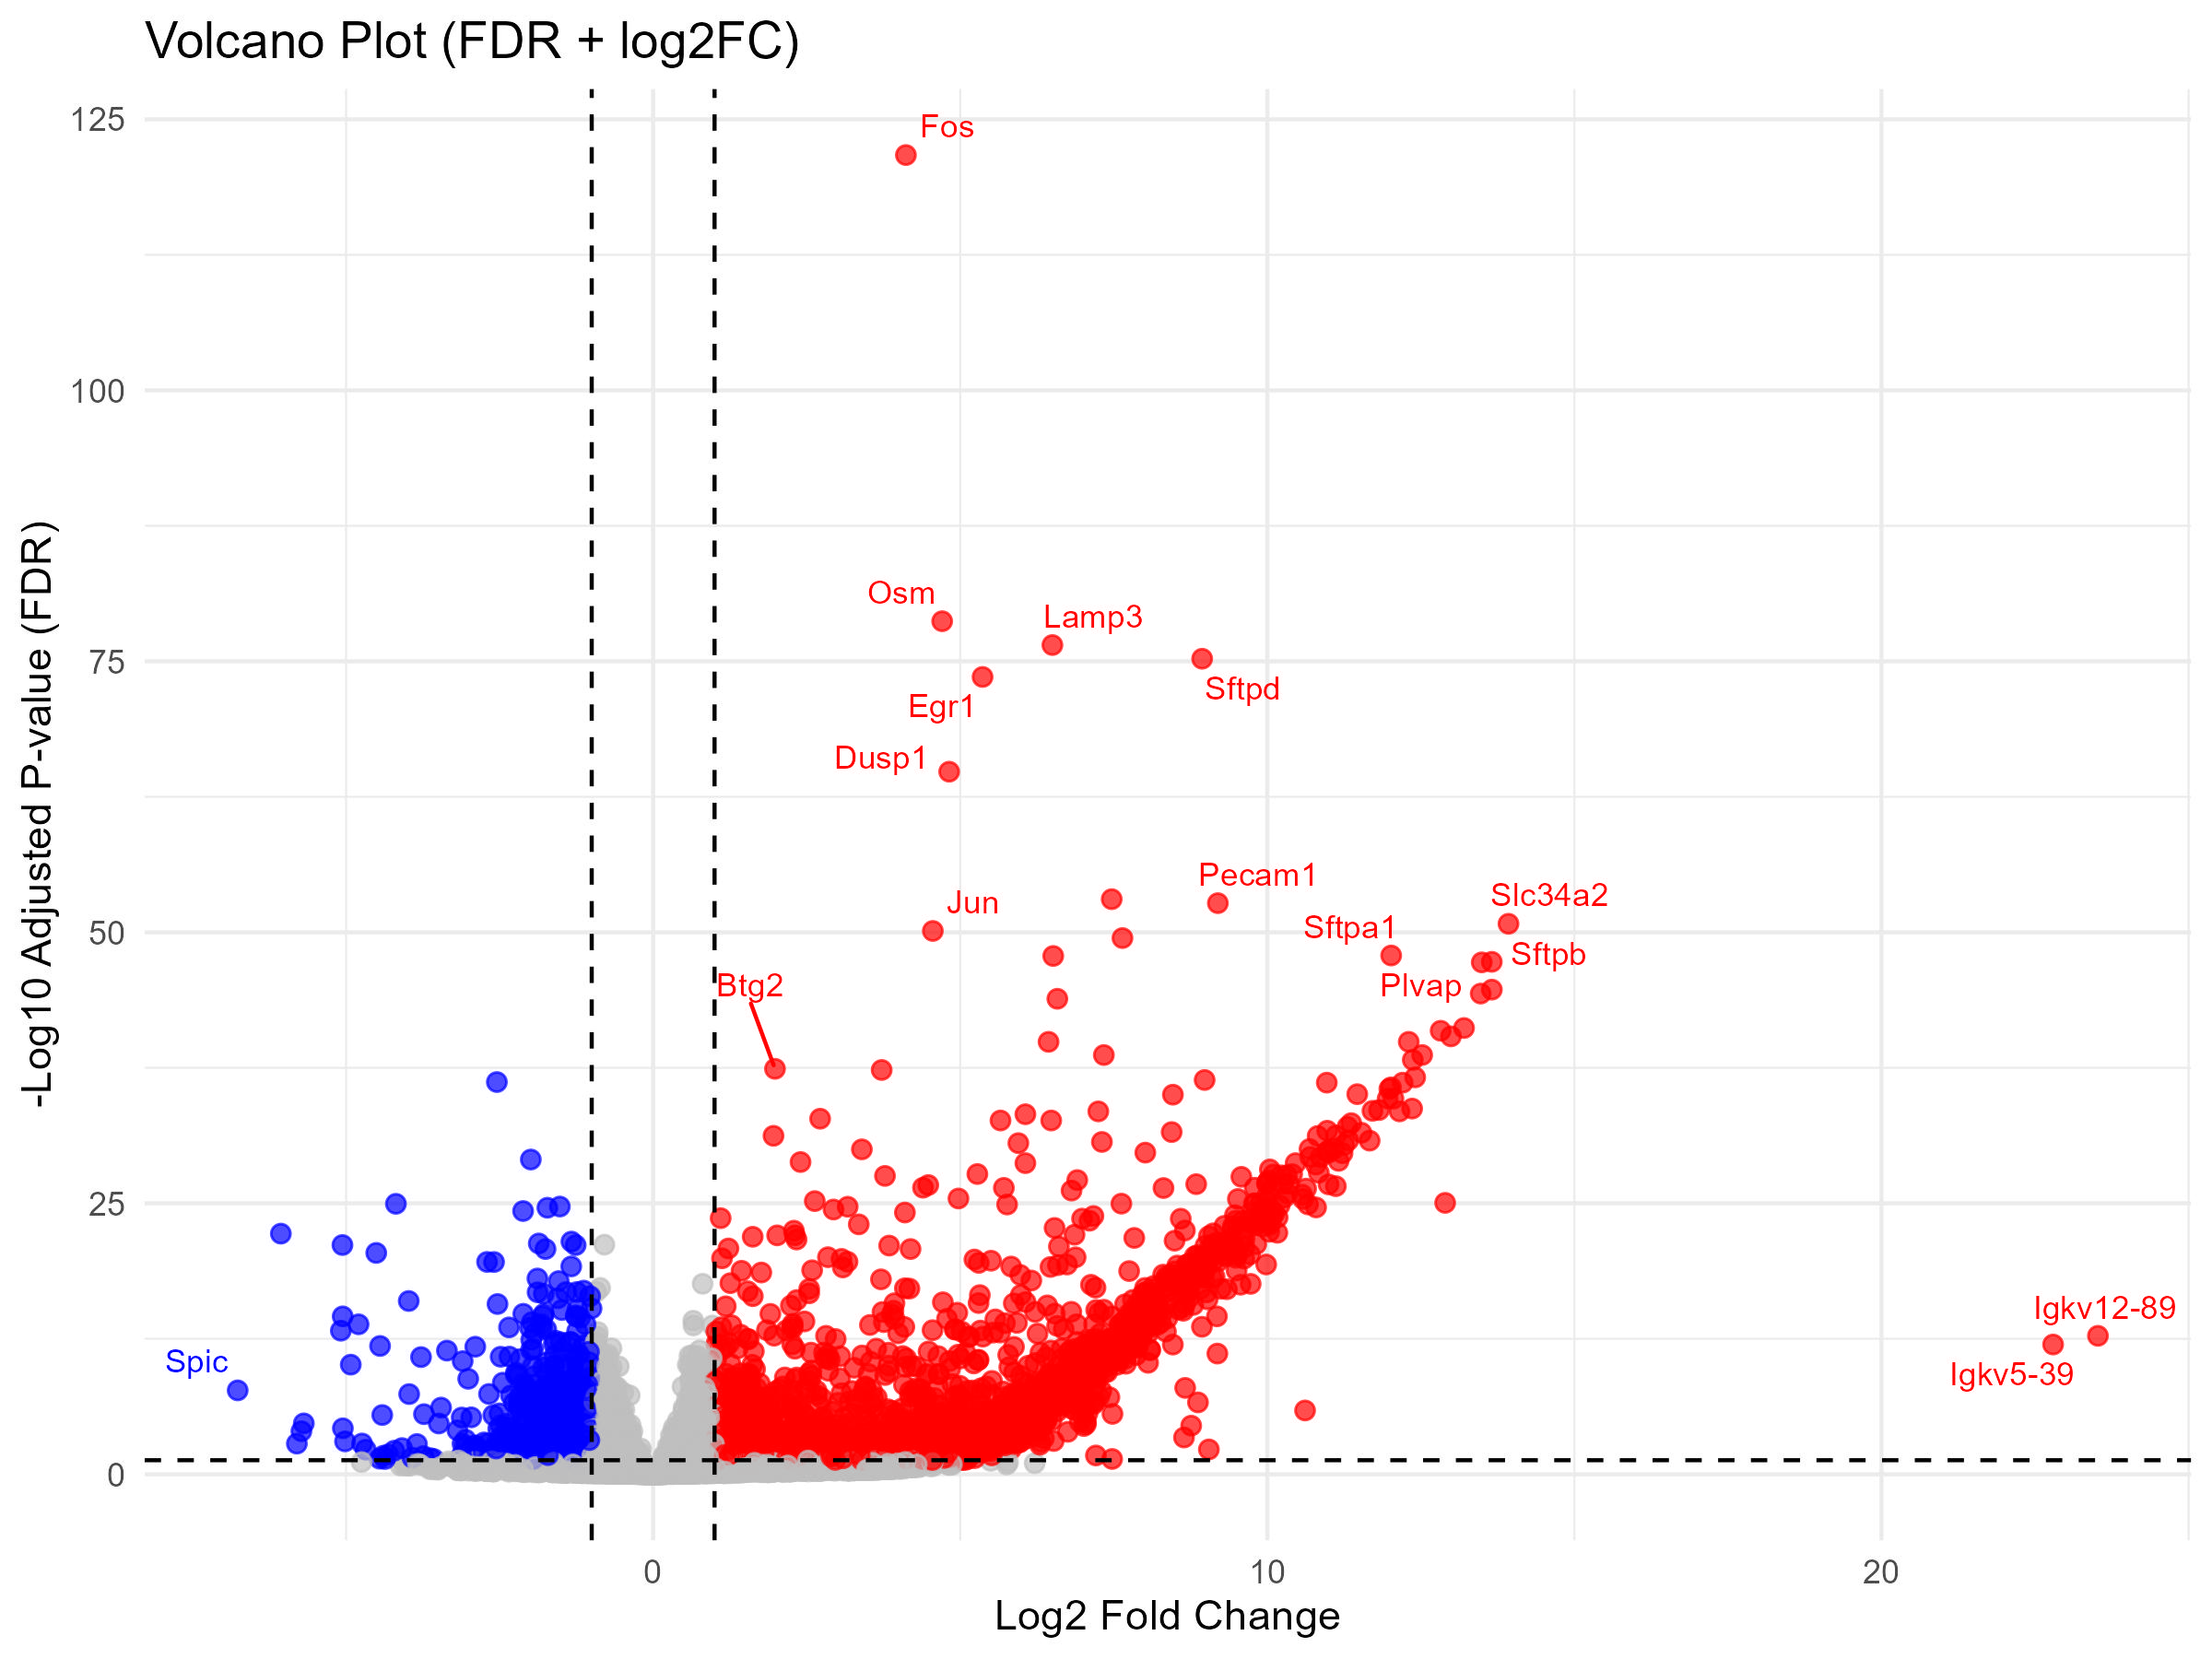 Volcano Plot (FDR + log2FC)
125
100
75
50
25
0
-Log10 Adjusted P-value (FDR)
Fos
Osm
Lamp3
Sftpd
Egr1
Dusp1
Pecam1
Slc34a2
Jun
Sftpa1
Sftpb
Btg2
Plvap
Igkv12-89
Spic
Igkv5-39
0
10
20
Log2 Fold Change